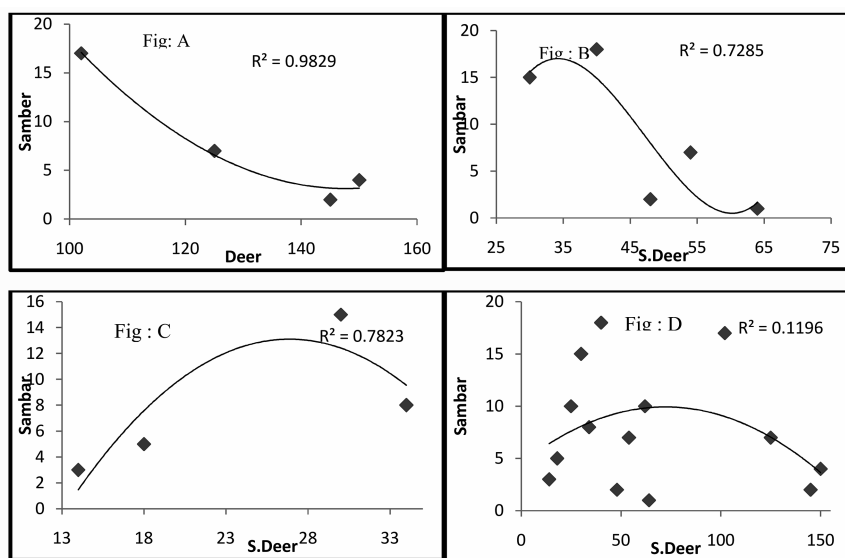 Fig: A
R² = 0.9829
Samber
20
15
10
5
0
100 120 140 160
Deer
Fig : B
R² = 0.7285
Sambar
20
15
10
5
0
25 35 45 55 65 75
S.Deer
Fig : C
R² = 0.7823
Sambar
16
14
12
10
8
6
4
2
0
13 18 23 28 33
S.Deer
Fig : D
R² = 0.1196
Sambar
20
15
10
5
0
0 50 100 150
S.Deer